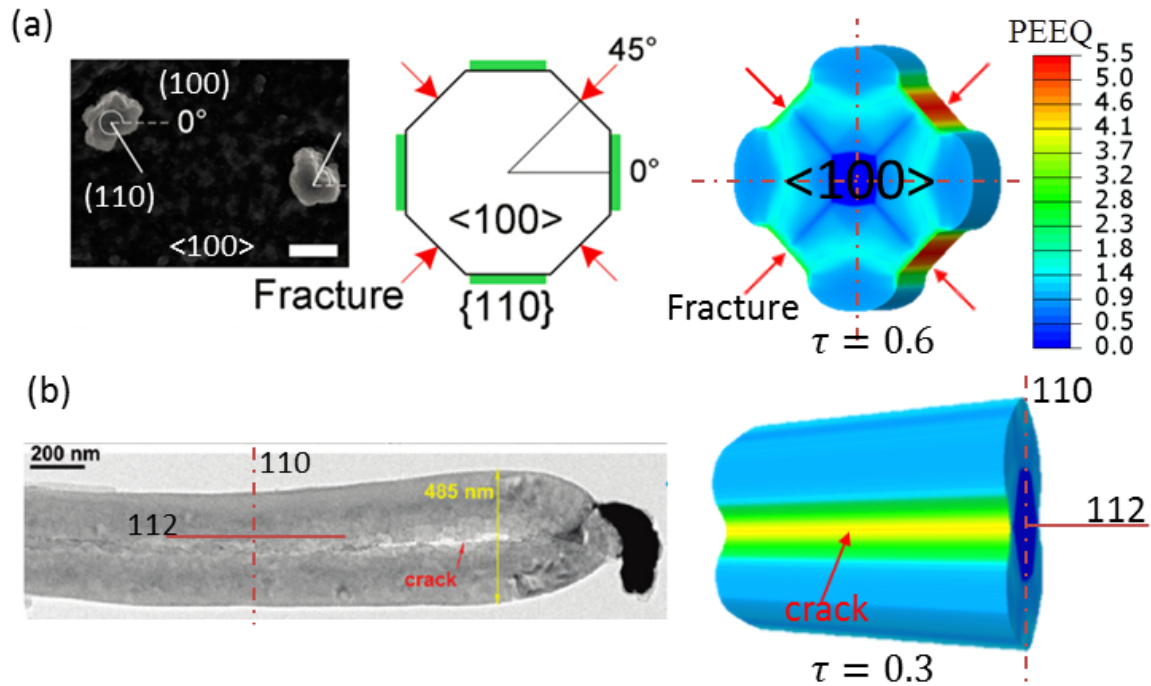 (a)
(100)
0°
(110)
<100>
45°
0°
<100>
Fracture
{110}
<100>
Fracture
τ = 0.6
PEEQ
5.5
5.5
5.0
4.6
4.1
3.7
3.2
2.8
2.3
1.8
1.4
0.9
0.5
0.0
(b)
200 nm
110
485 nm
112
crack
110
112
crack
τ = 0.3